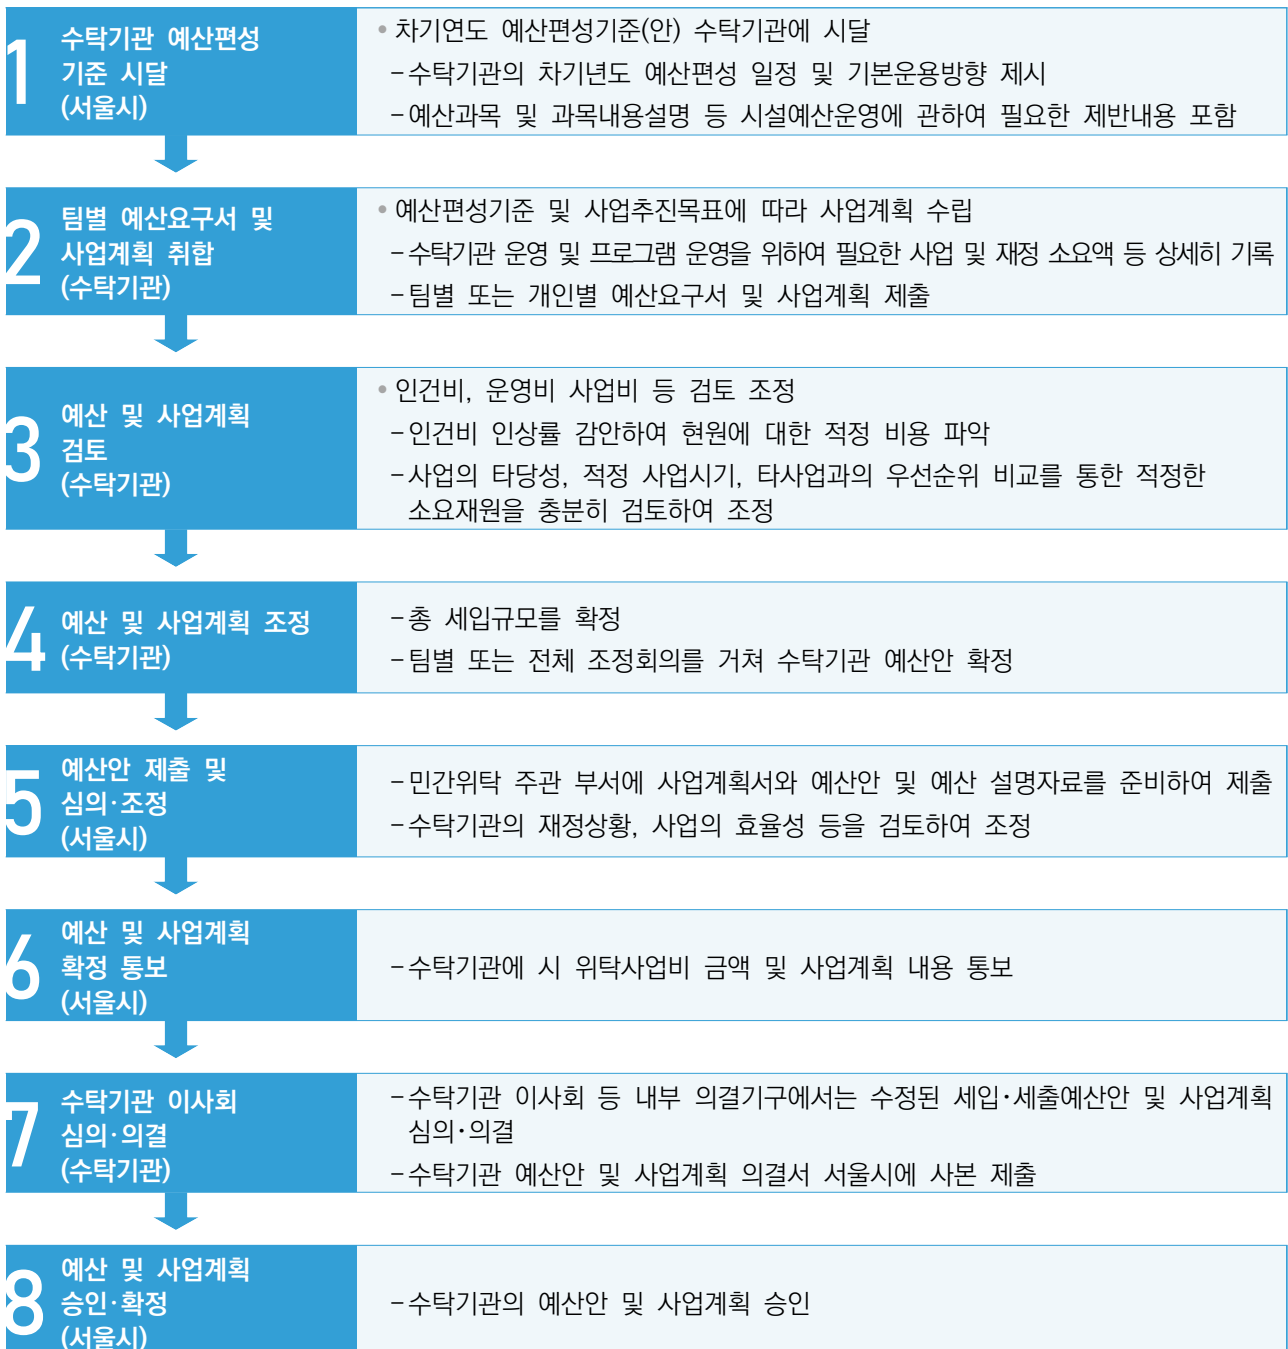 1
수탁기관 예산편성
기준 시달
(서울시)
• 차기연도 예산편성기준(안) 수탁기관에 시달
-수탁기관의 차기년도 예산편성 일정 및 기본운용방향 제시
-예산과목 및 과목내용설명 등 시설예산운영에 관하여 필요한 제반내용 포함
2
팀별 예산요구서 및
사업계획 취합
(수탁기관)
• 예산편성기준 및 사업추진목표에 따라 사업계획 수립
-수탁기관 운영 및 프로그램 운영을 위하여 필요한 사업 및 재정 소요액 등 상세히 기록
-팀별 또는 개인별 예산요구서 및 사업계획 제출
3
예산 및 사업계획
검토
(수탁기관)
• 인건비, 운영비 사업비 등 검토 조정
-인건비 인상률 감안하여 현원에 대한 적정 비용 파악
-사업의 타당성, 적정 사업시기, 타사업과의 우선순위 비교를 통한 적정한
소요재원을 충분히 검토하여 조정
4
예산 및 사업계획 조정
(수탁기관)
-총 세입규모를 확정
-팀별 또는 전체 조정회의를 거쳐 수탁기관 예산안 확정
5
예산안 제출 및
심의·조정
(서울시)
-민간위탁 주관 부서에 사업계획서와 예산안 및 예산 설명자료를 준비하여 제출
-수탁기관의 재정상황, 사업의 효율성 등을 검토하여 조정
6
예산 및 사업계획
확정 통보
(서울시)
-수탁기관에 시 위탁사업비 금액 및 사업계획 내용 통보
7
수탁기관 이사회
심의·의결
(수탁기관)
-수탁기관 이사회 등 내부 의결기구에서는 수정된 세입·세출예산안 및 사업계획
심의·의결
-수탁기관 예산안 및 사업계획 의결서 서울시에 사본 제출
8
예산 및 사업계획
승인·확정
(서울시)
-수탁기관의 예산안 및 사업계획 승인